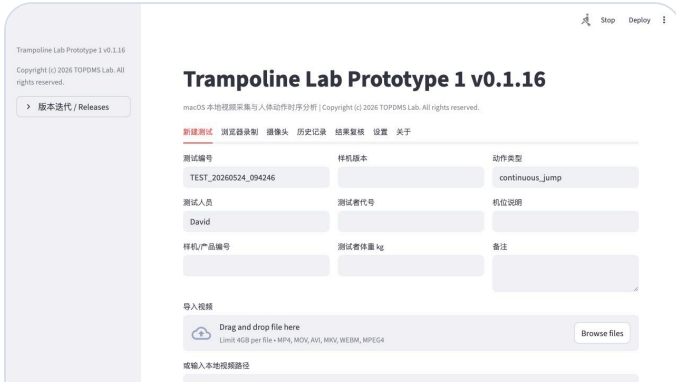 Stop Deploy
Trampoline Lab Prototype 1 v0.1.16
Copyright (c) 2026 TOPDMS Lab. All
rights reserved.
版本迭代 / Releases
Trampoline Lab Prototype 1 v0.1.16
macOS 本地视频采集与人体动作时序分析 | Copyright (c) 2026 TOPDMS Lab. All rights reserved.
新建测试 浏览器录制 摄像头 历史记录 结果复核 设置 关于
测试编号 样机版本 动作类型
TEST_20260524_094246 continuous_jump
测试人员 测试者代号 机位说明
David
样机/产品编号 测试者体重 kg 备注
导入视频
Drag and drop file here
Limit 4GB per file • MP4, MOV, AVI, MKV, WEBM, MPEG4
Browse files
或输入本地视频路径